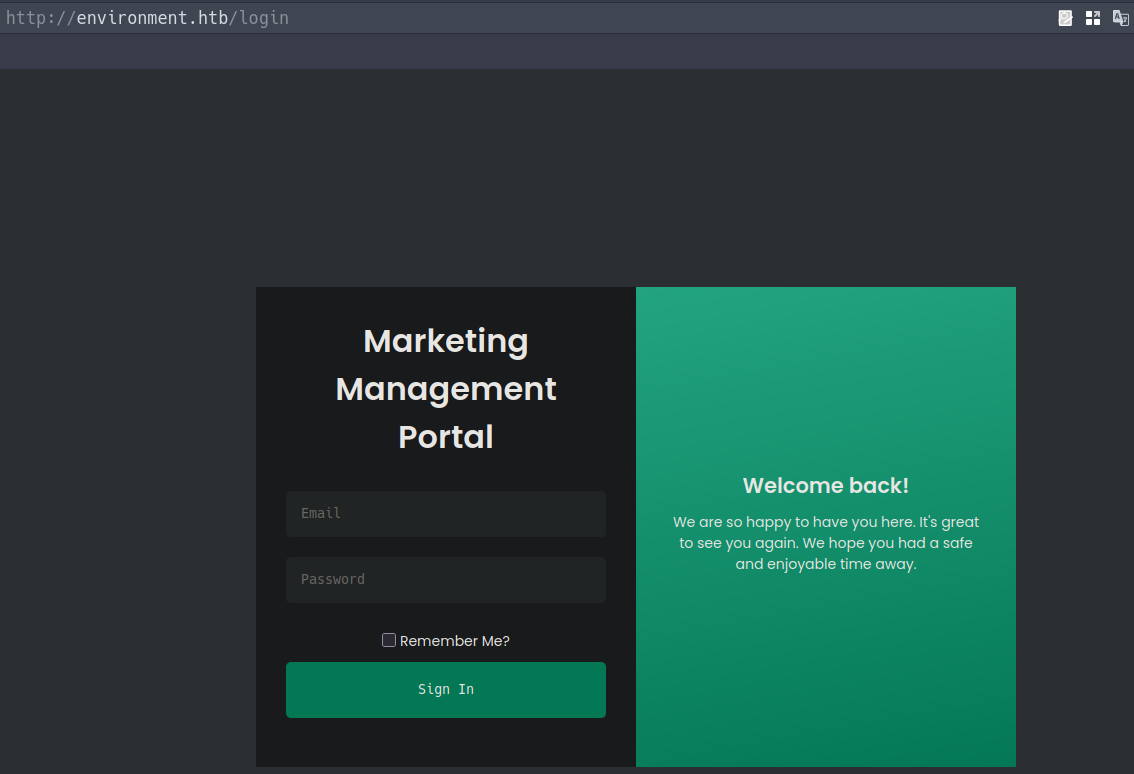 http://environment.htb/login
Marketing
Management
Portal
Email
Password
Remember Me?
Sign In
Welcome back!
We are so happy to have you here. It's great
to see you again. We hope you had a safe
and enjoyable time away.